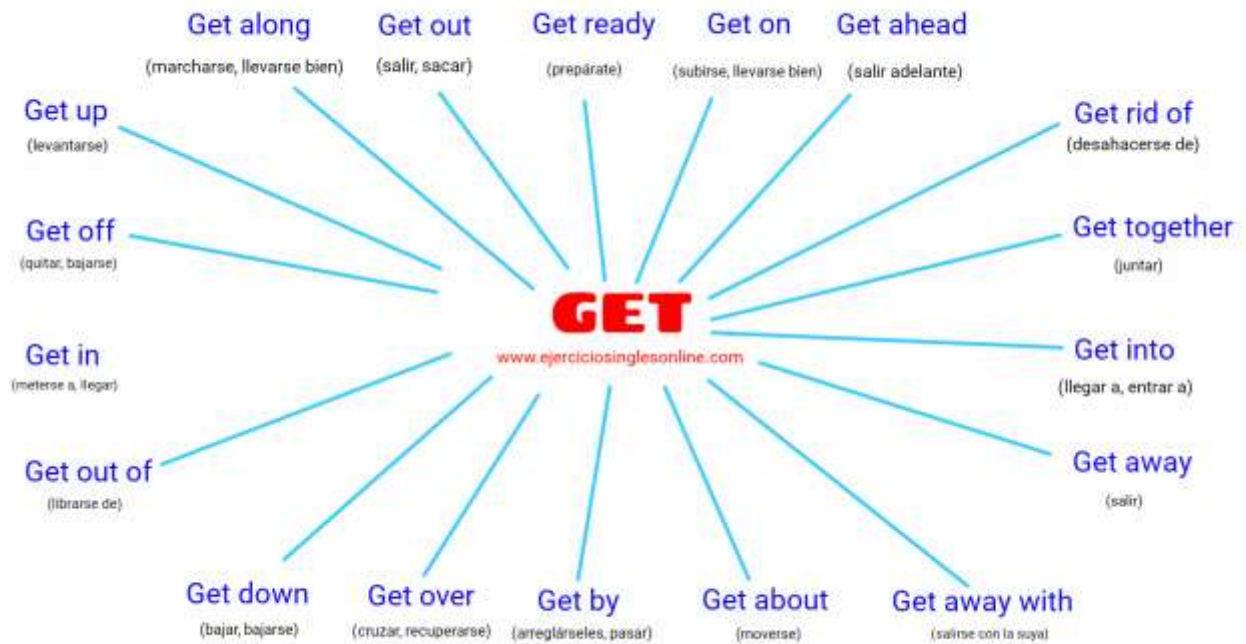 Get along
(marcharse, llevarse bien)
Get out
(salir, sacar)
Get ready
(prepárate)
Get on
(subirse, llevarse bien)
Get ahead
(salir adelante)
Get up
(levantarse)
Get rid of
(desahacerse de)
Get off
(quitar, bajarse)
Get together
(juntar)
GET
www.ejerciciosinglesonline.com
Get in
(meterse a, llegar)
Get into
(llegar a, entrar a)
Get out of
(librarse de)
Get away
(salir)
Get down
(bajar, bajarse)
Get over
(cruzar, recuperarse)
Get by
(arreglárseles, pasar)
Get about
(moverse)
Get away with
(salirse con la suya)